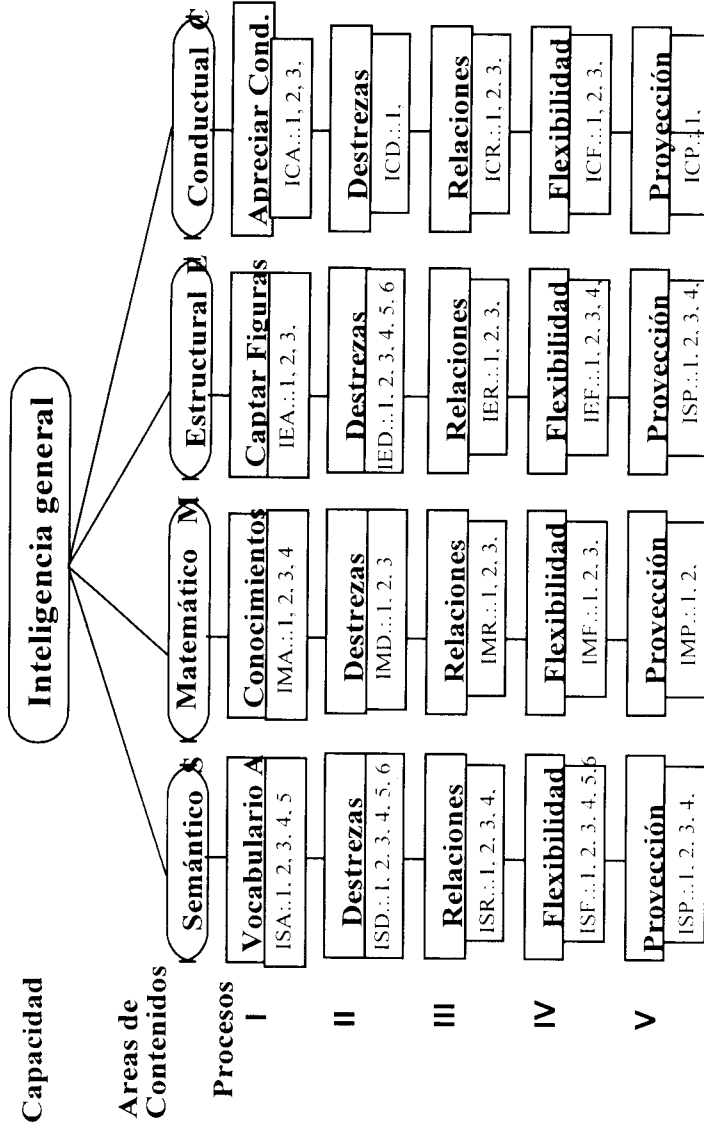 Capacidad
Inteligencia general
Areas de
Contenidos
Semántico S
Matemático M
Estructural E
Conductual C
Procesos
I
Vocabulario A
ISA.:.1, 2, 3, 4, 5
Conocimientos
IMA.:.1, 2, 3, 4
Captar Figuras
IEA.:.1, 2, 3,
Apreciar Cond.
ICA.:.1, 2, 3,
II
Destrezas
ISD.:.1, 2, 3, 4, 5, 6
Destrezas
IMD.:.1, 2, 3
Destrezas
IED.:.1, 2, 3, 4, 5, 6
Destrezas
ICD.:.1,
III
Relaciones
ISR.:.1, 2, 3, 4.
Relaciones
IMR.:.1, 2, 3.
Relaciones
IER.:.1, 2, 3.
Relaciones
ICR.:.1, 2, 3.
IV
Flexibilidad
ISF.:.1, 2, 3, 4, 5,6
Flexibilidad
IMF.:.1, 2, 3.
Flexibilidad
IEF.:.1, 2, 3, 4,
Flexibilidad
ICF.:.1, 2, 3.
V
Proyección
ISP.:.1, 2, 3, 4.
Proyección
IMP.:.1, 2.
Proyección
ISP.:.1, 2, 3, 4.
Proyección
ICP.:.1,